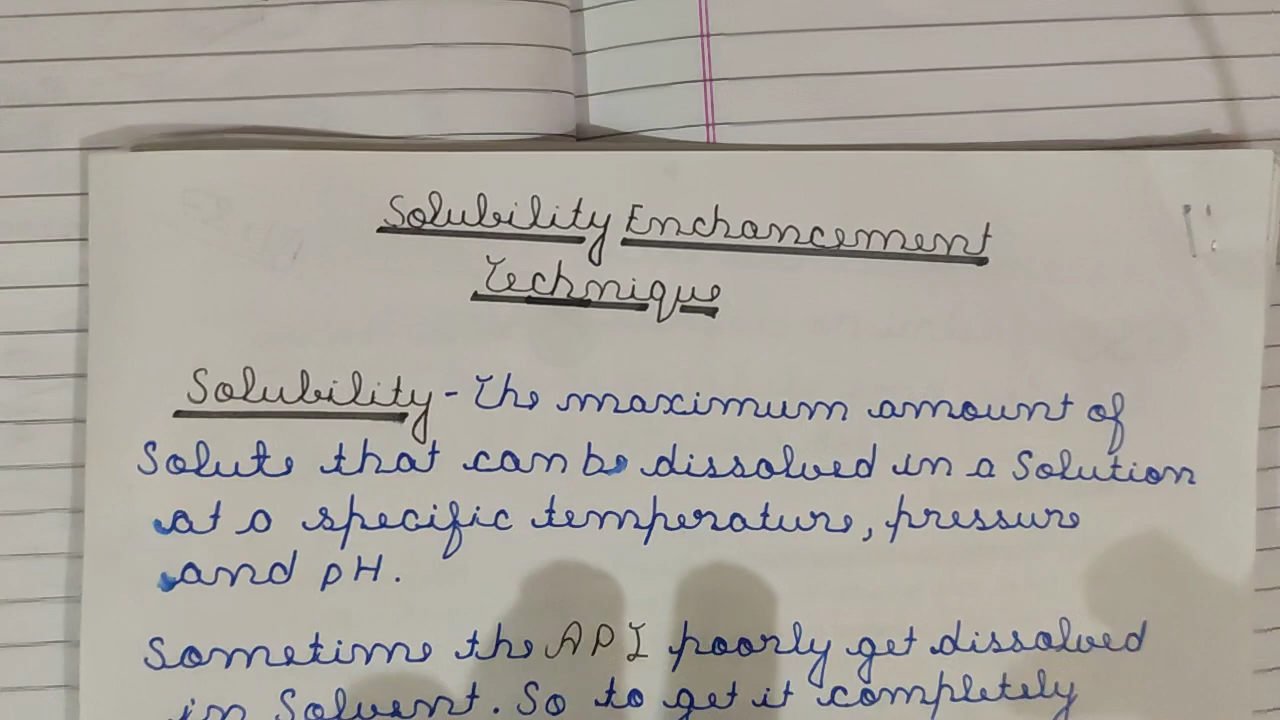 Solubility Enchancement
Technique
Solubility - The maximum amount of
Solute that can be dissolved in a Solution
at a specific temperature, pressure
and pH.
Sometime the API poorly get dissolved
in Solvent. So to get it completely